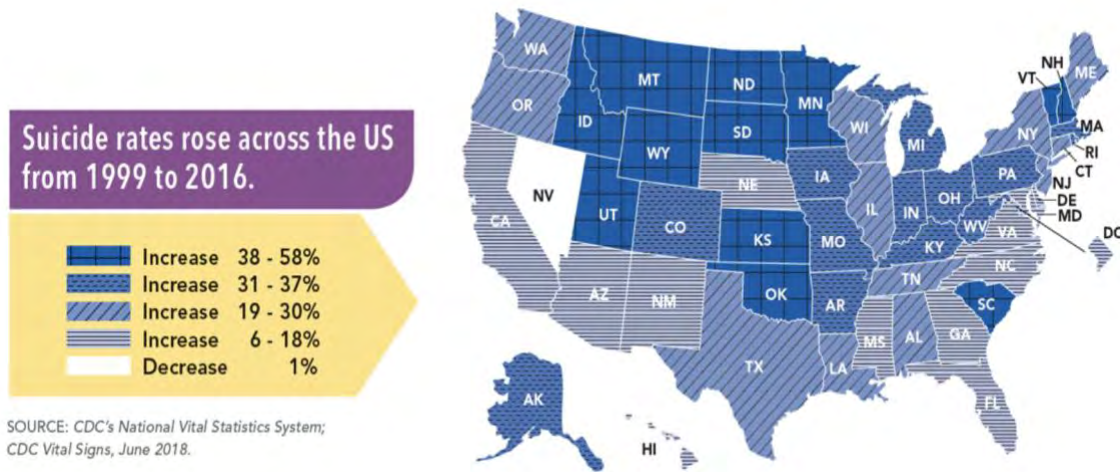 Suicide rates rose across the US
from 1999 to 2016.
Increase 38 - 58%
Increase 31 - 37%
Increase 19 - 30%
Increase 6 - 18%
Decrease 1%
SOURCE: CDC's National Vital Statistics System;
CDC Vital Signs, June 2018.
WA
OR
CA
NV
ID
MT
WY
UT
AZ
CO
NM
ND
SD
NE
KS
OK
TX
MN
IA
MO
AR
LA
WI
IL
MI
IN
OH
KY
TN
MS
AL
GA
FL
SC
NC
VA
WV
PA
NY
VT
NH
ME
MA
RI
CT
NJ
DE
MD
DC
AK
HI